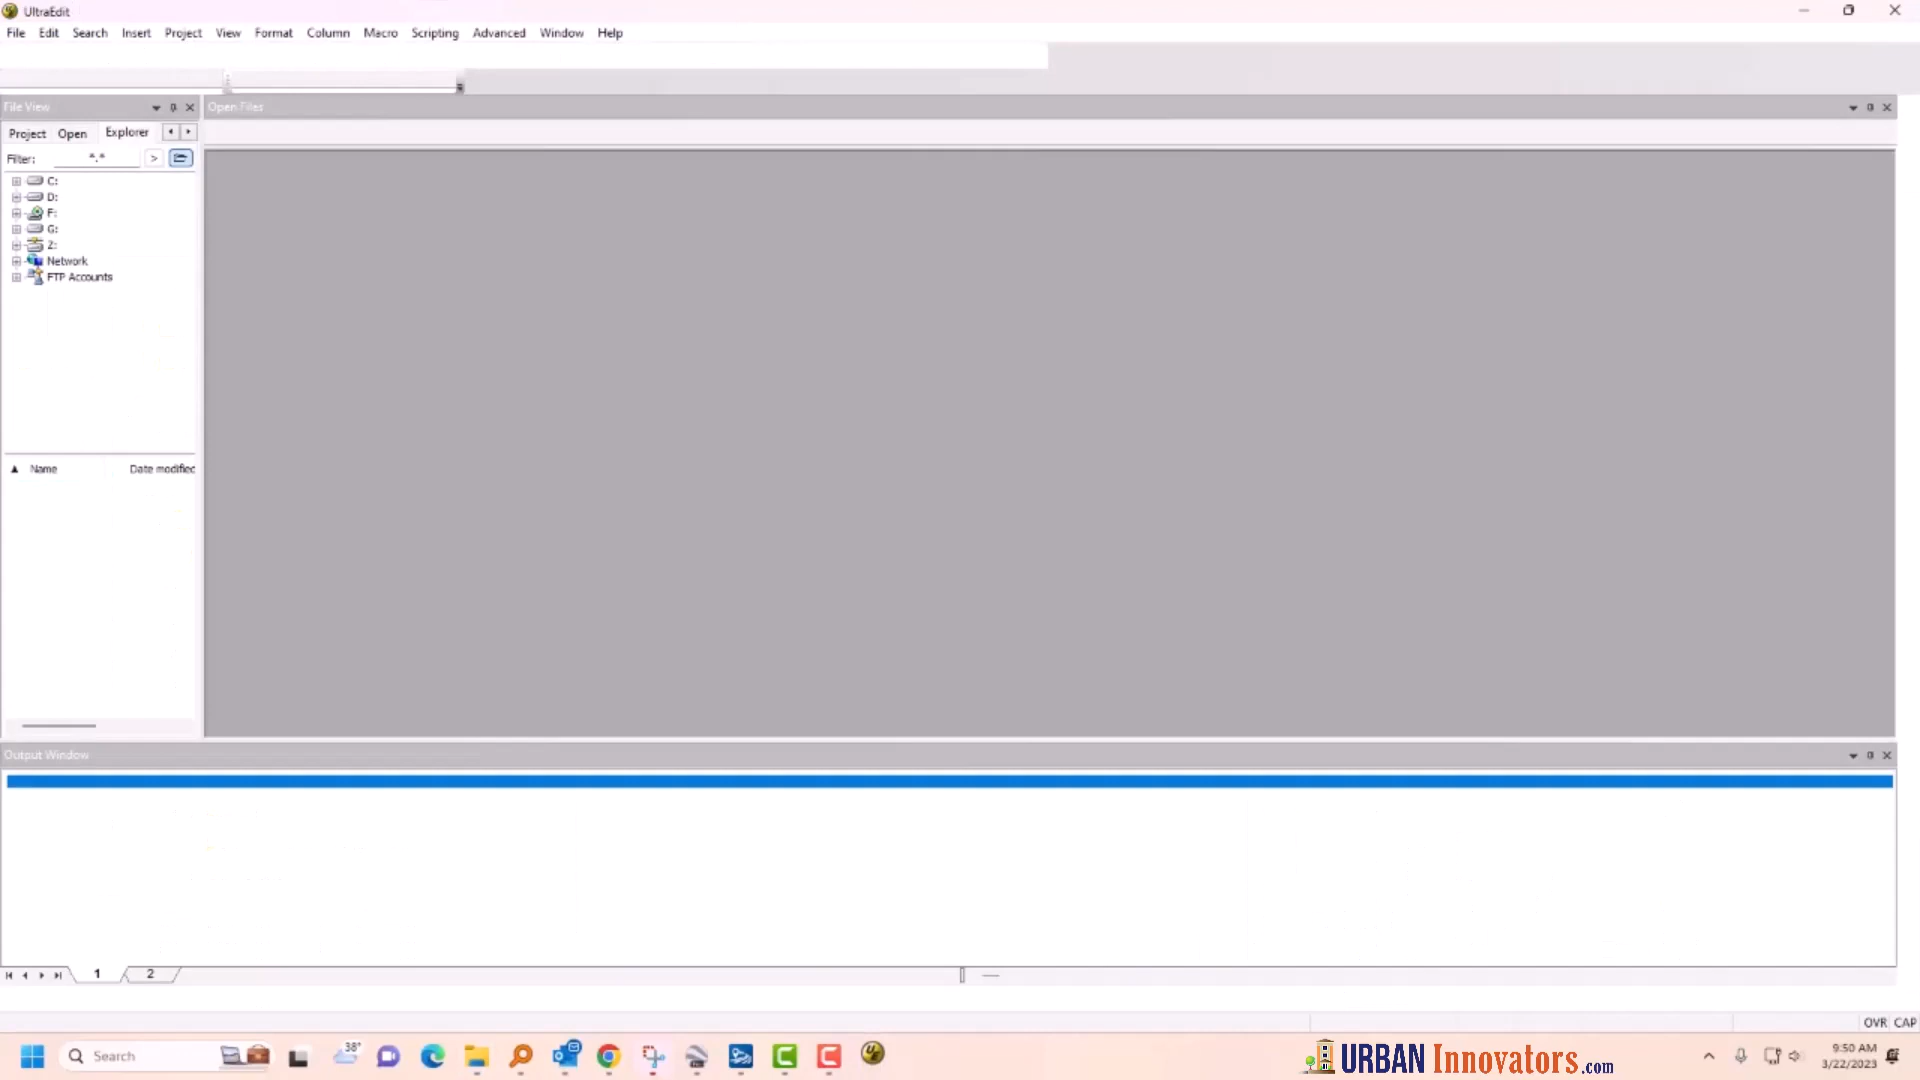 UltraEdit
File Edit Search Insert Project View Format Column Macro Scripting Advanced Window Help
File View
Open Files
Project Open Explorer
Filter: *.* >
C:
D:
F:
G:
Z:
Network
FTP Accounts
Name Date modified
Output Window
1 2
OVR CAP
Search
38°
URBAN Innovators.com
9:50 AM
3/22/2023